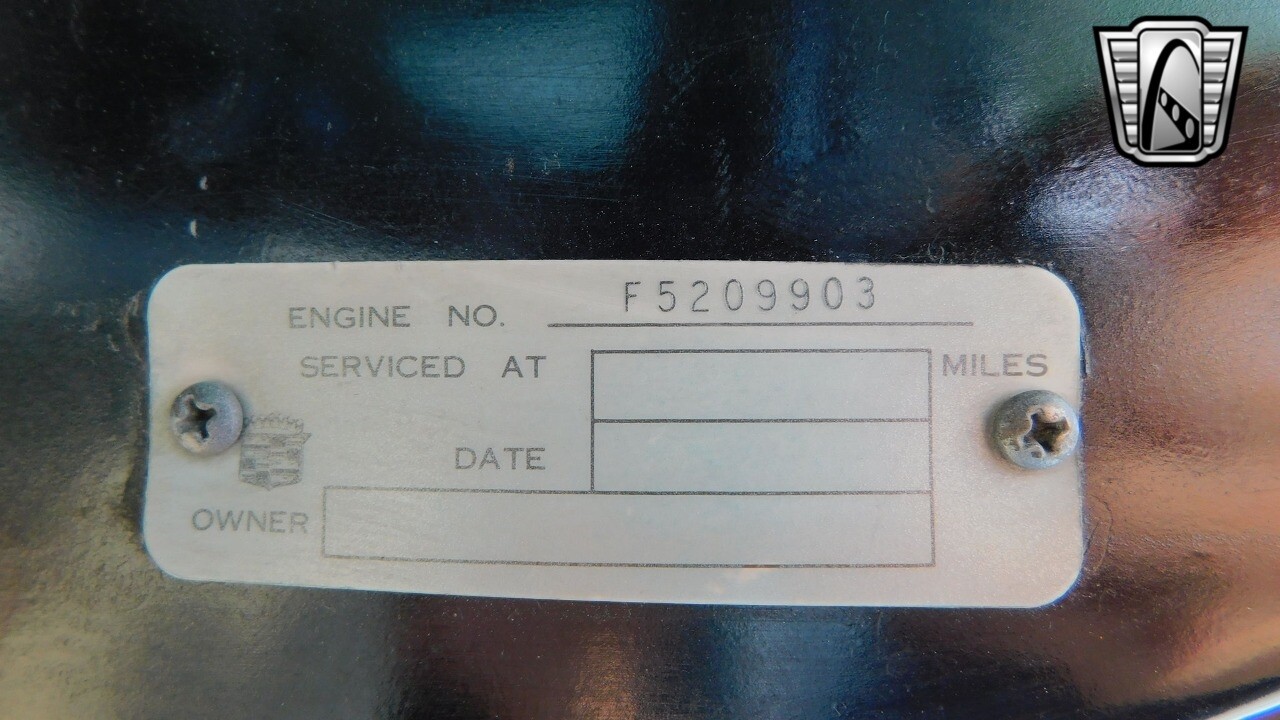 ENGINE NO. F5209903
SERVICED AT MILES
DATE
OWNER